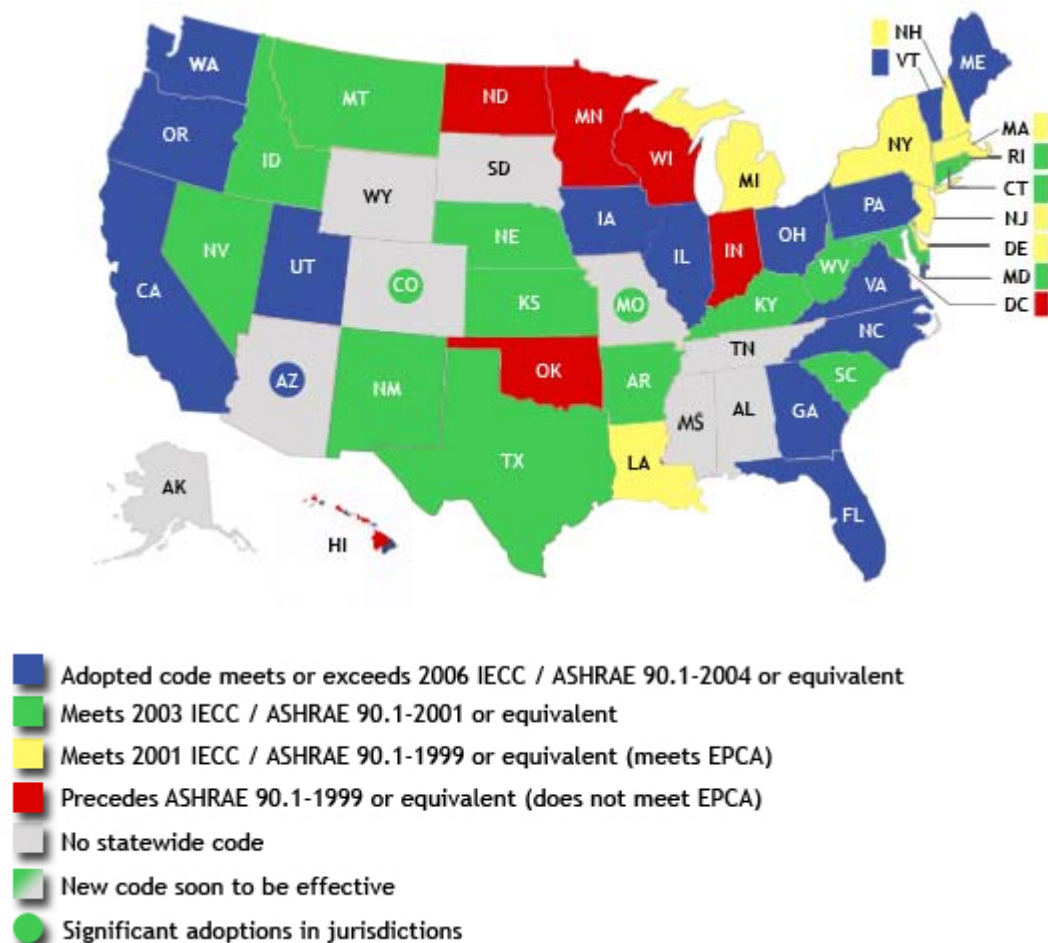 NH
VT
ME
WA
MT
ND
MN
OR
ID
SD
WI
NY
MA
RI
WY
MI
CT
IA
PA
NE
NJ
NV
UT
CO
IL
IN
OH
WV
DE
CA
VA
MD
KS
MO
KY
DC
NC
TN
AZ
NM
OK
AR
SC
MS
AL
GA
TX
LA
AK
FL
HI
Adopted code meets or exceeds 2006 IECC / ASHRAE 90.1-2004 or equivalent
Meets 2003 IECC / ASHRAE 90.1-2001 or equivalent
Meets 2001 IECC / ASHRAE 90.1-1999 or equivalent (meets EPCA)
Precedes ASHRAE 90.1-1999 or equivalent (does not meet EPCA)
No statewide code
New code soon to be effective
Significant adoptions in jurisdictions